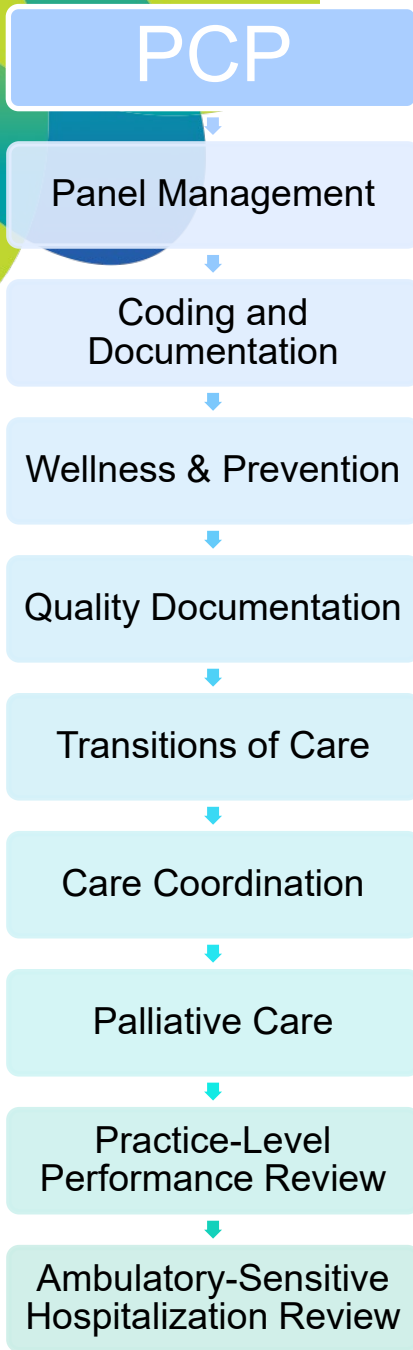 PCP
Panel Management
Coding and
Documentation
Wellness & Prevention
Quality Documentation
Transitions of Care
Care Coordination
Palliative Care
Practice-Level
Performance Review
Ambulatory-Sensitive
Hospitalization Review